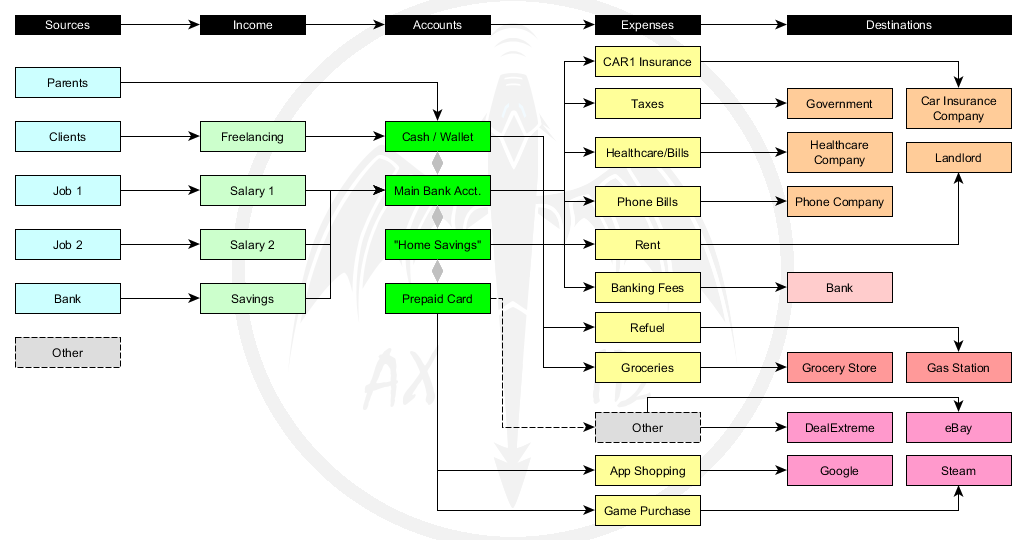 Sources
Income
Accounts
Expenses
Destinations
Parents
Clients
Job 1
Job 2
Bank
Other
Freelancing
Salary 1
Salary 2
Savings
Cash / Wallet
Main Bank Acct.
"Home Savings"
Prepaid Card
CAR1 Insurance
Taxes
Healthcare/Bills
Phone Bills
Rent
Banking Fees
Refuel
Groceries
Other
App Shopping
Game Purchase
Government
Car Insurance
Company
Healthcare
Company
Landlord
Phone Company
Bank
Grocery Store
Gas Station
DealExtreme
eBay
Google
Steam